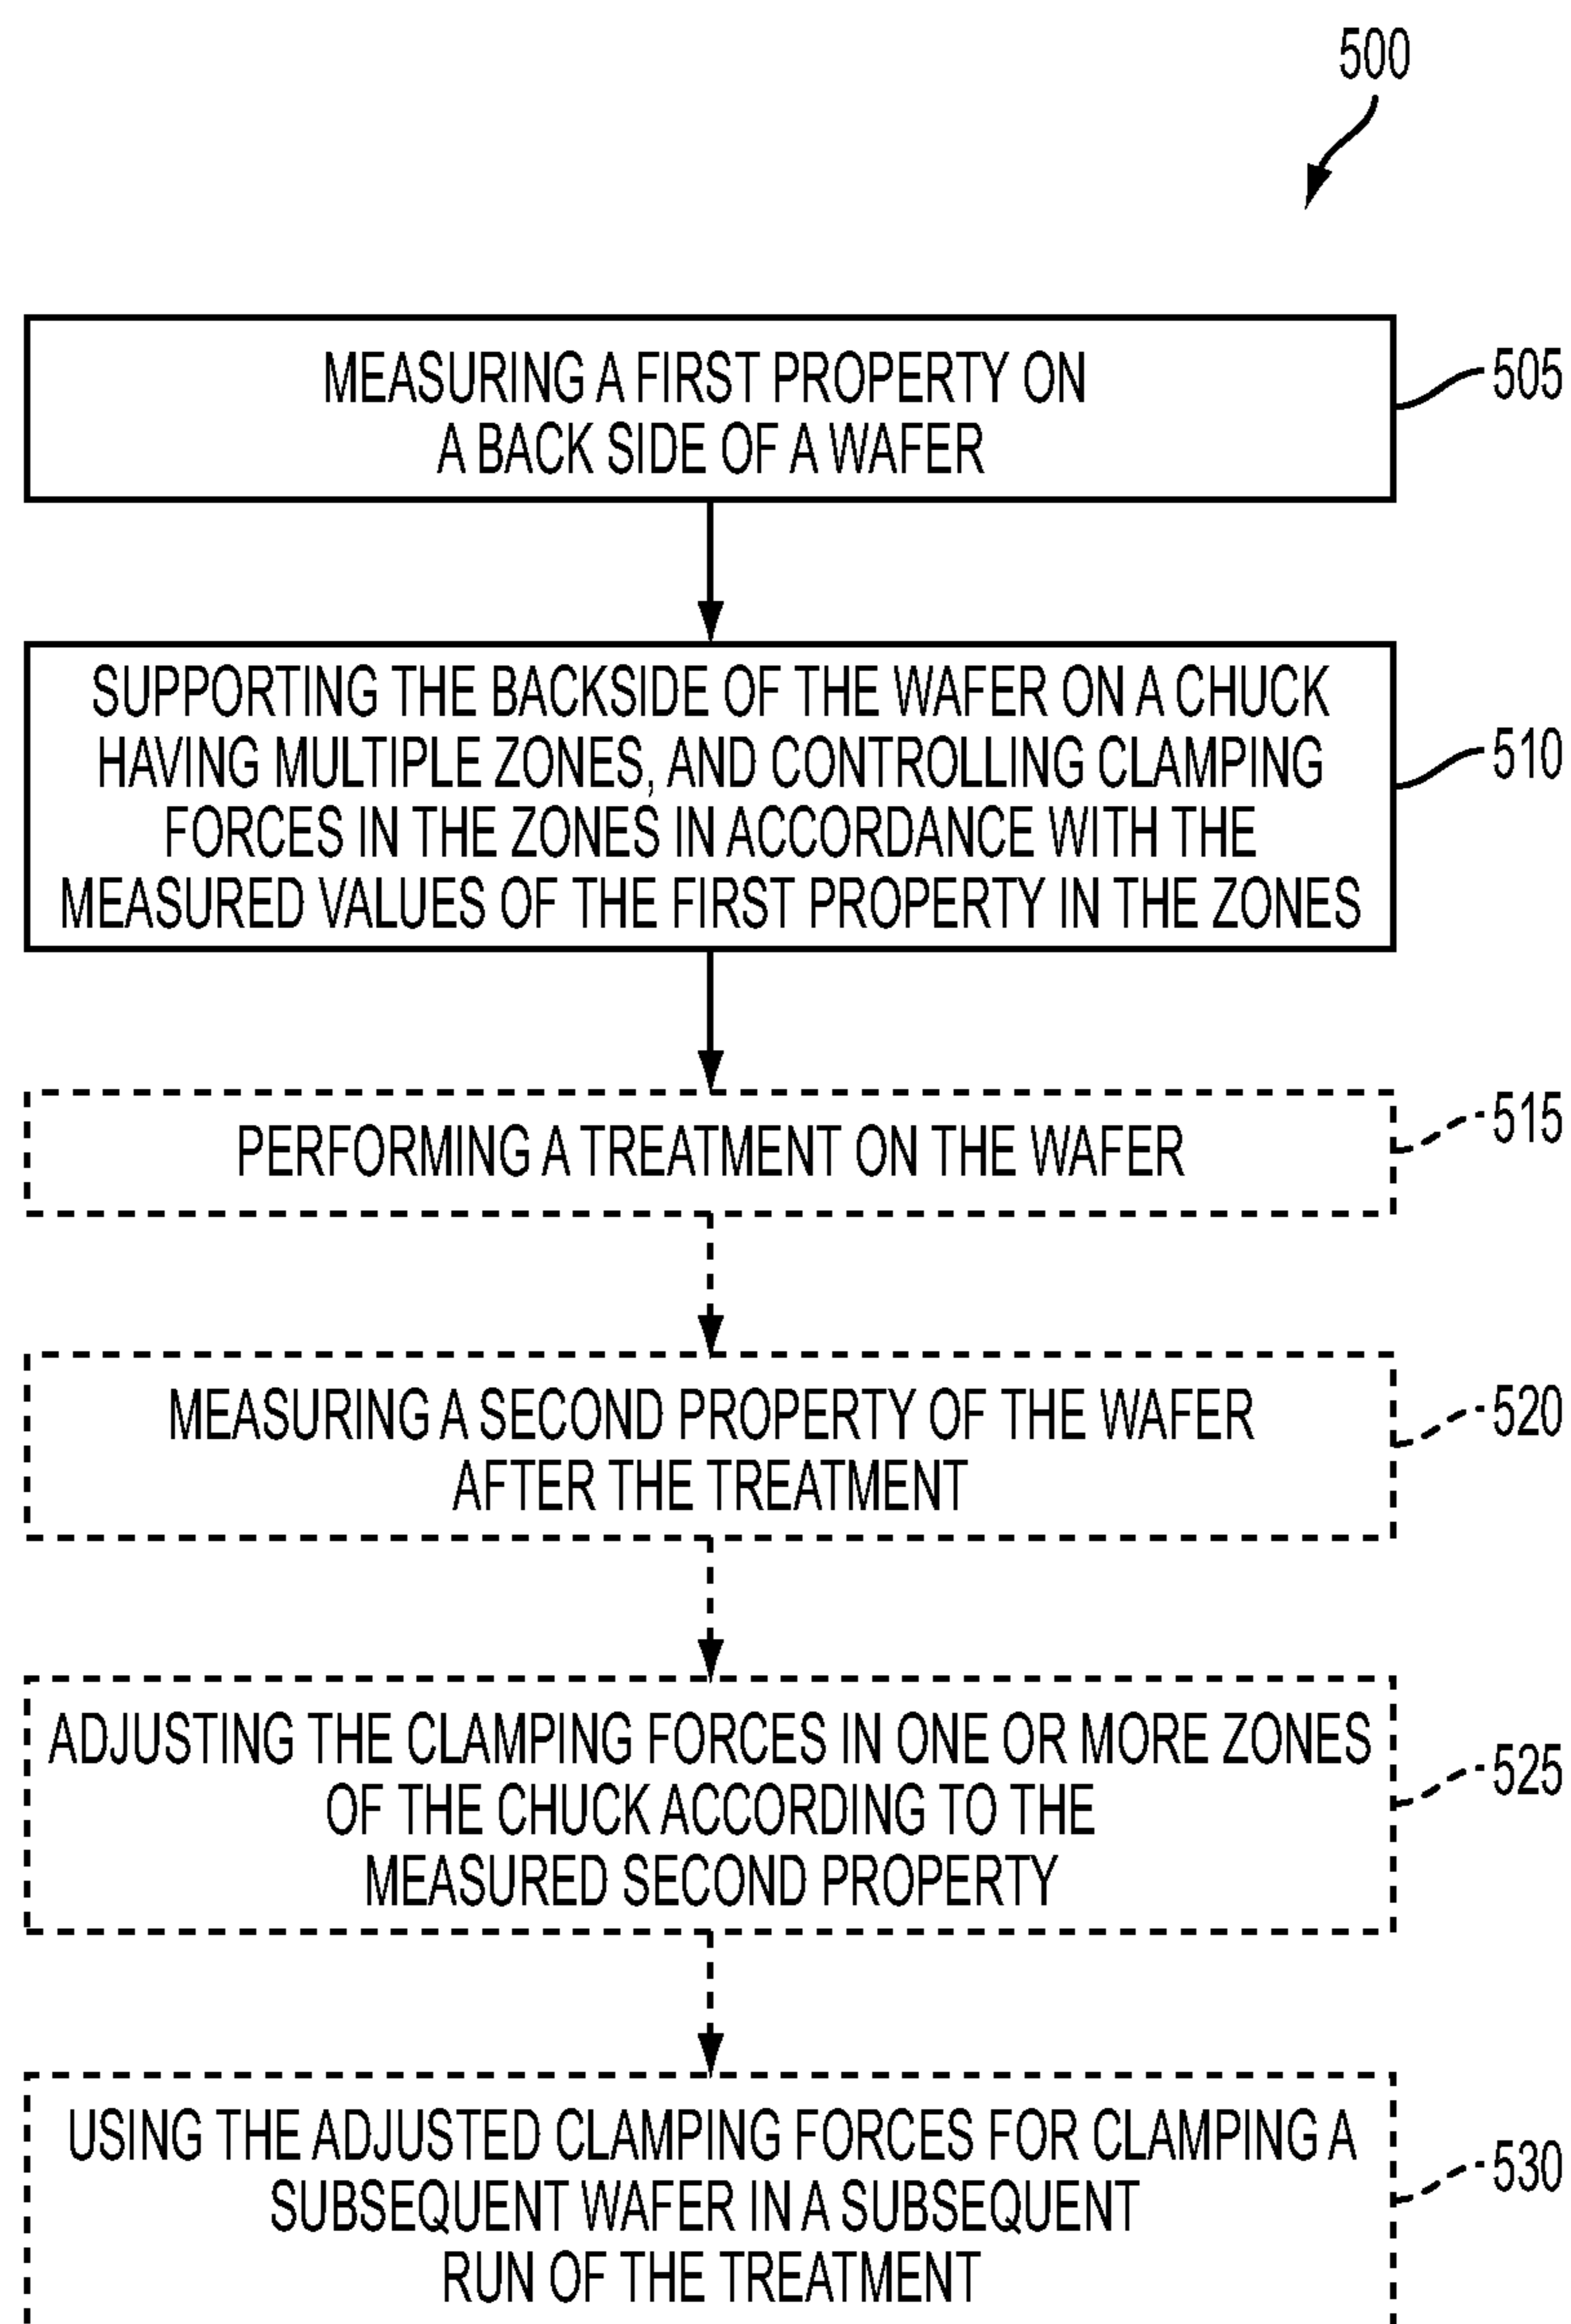 500
MEASURING A FIRST PROPERTY ON
A BACK SIDE OF A WAFER
505
SUPPORTING THE BACKSIDE OF THE WAFER ON A CHUCK
HAVING MULTIPLE ZONES, AND CONTROLLING CLAMPING
FORCES IN THE ZONES IN ACCORDANCE WITH THE
MEASURED VALUES OF THE FIRST PROPERTY IN THE ZONES
510
PERFORMING A TREATMENT ON THE WAFER
515
MEASURING A SECOND PROPERTY OF THE WAFER
AFTER THE TREATMENT
520
ADJUSTING THE CLAMPING FORCES IN ONE OR MORE ZONES
OF THE CHUCK ACCORDING TO THE
MEASURED SECOND PROPERTY
525
USING THE ADJUSTED CLAMPING FORCES FOR CLAMPING A
SUBSEQUENT WAFER IN A SUBSEQUENT
RUN OF THE TREATMENT
530